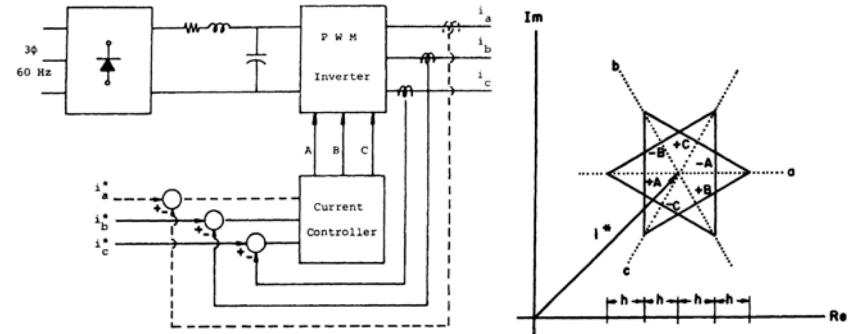 3ϕ
60 Hz
P W M
Inverter
i_a
i_b
i_c
A B C
i*_a
i*_b
i*_c
+ -
+ -
+ -
Current
Controller
Im
b
-B +C
-A
a
+A
+B
-C
i*
c
h h h h
Re